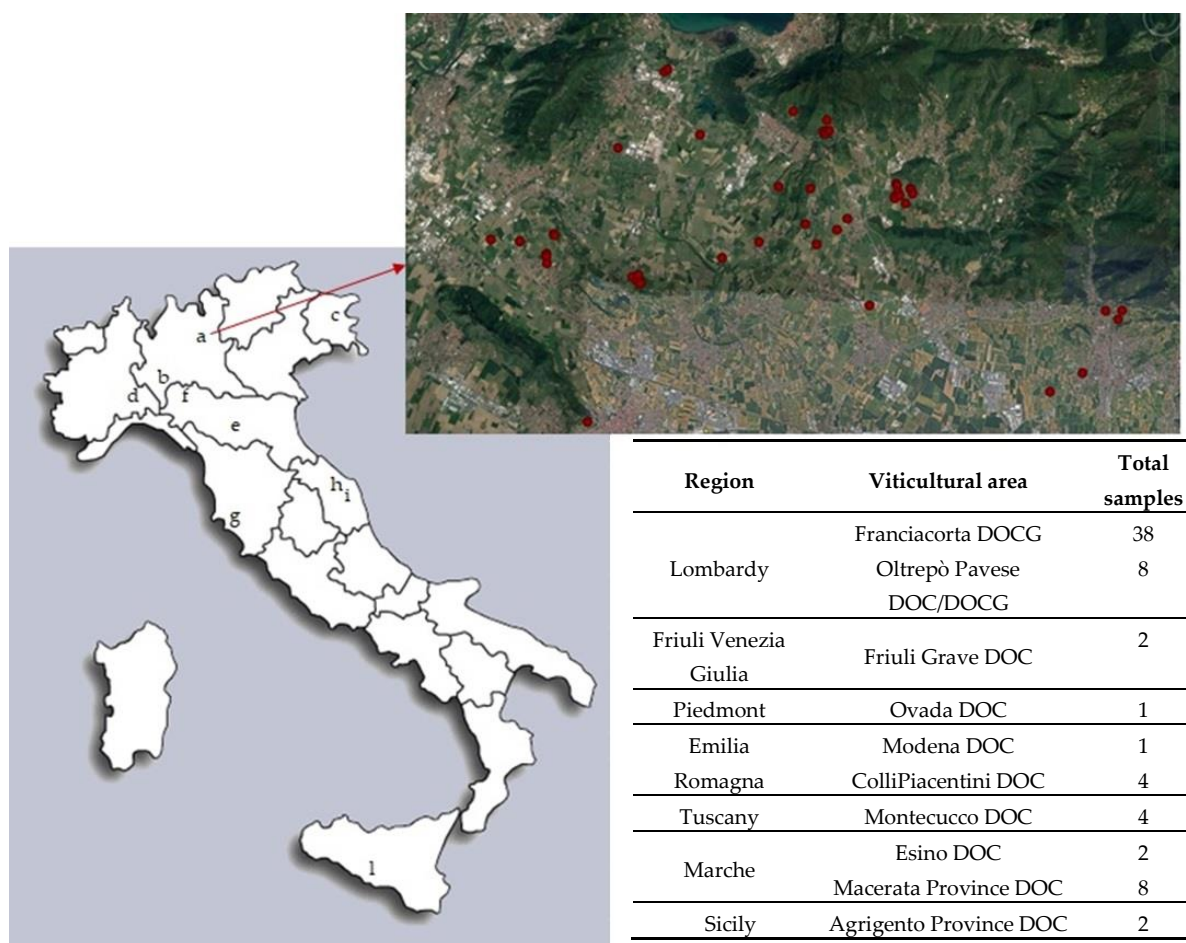 a
b
c
d
f
e
g
h
i
l
Region Viticultural area Total samples
Lombardy
Franciacorta DOCG 38
Oltrepò Pavese 8
DOC/DOCG
Friuli Venezia
Giulia
Friuli Grave DOC 2
Piedmont Ovada DOC 1
Emilia Modena DOC 1
Romagna ColliPiacentini DOC 4
Tuscany Montecucco DOC 4
Marche
Esino DOC 2
Macerata Province DOC 8
Sicily Agrigento Province DOC 2